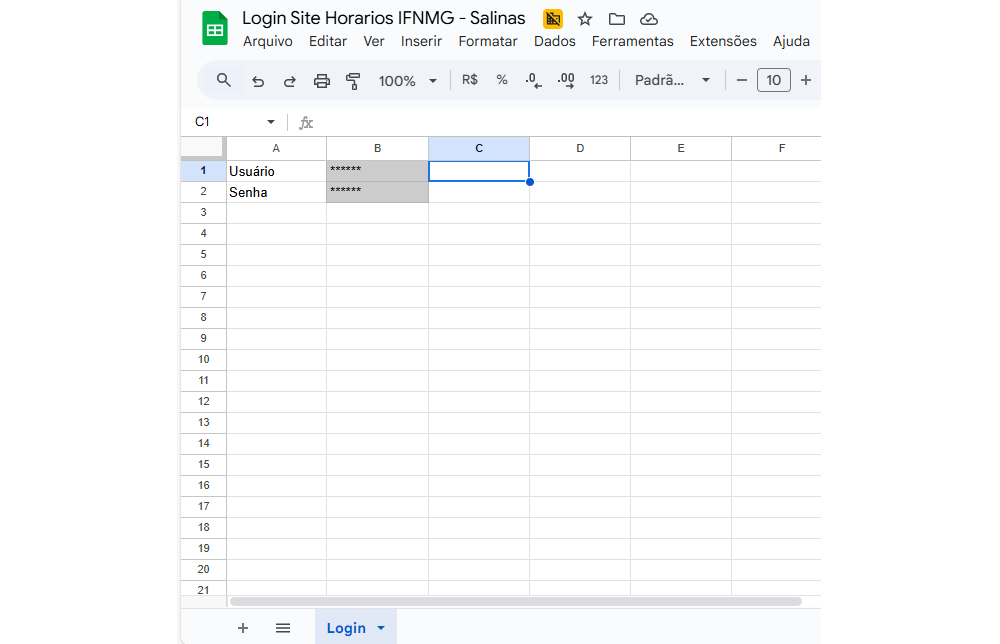 Login Site Horarios IFNMG - Salinas
Arquivo Editar Ver Inserir Formatar Dados Ferramentas Extensões Ajuda
100% R$ % .0 .00 123 Padrã... 10
C1 fx
A B C D E F
1 Usuário ******
2 Senha ******
3
4
5
6
7
8
9
10
11
12
13
14
15
16
17
18
19
20
21
Login